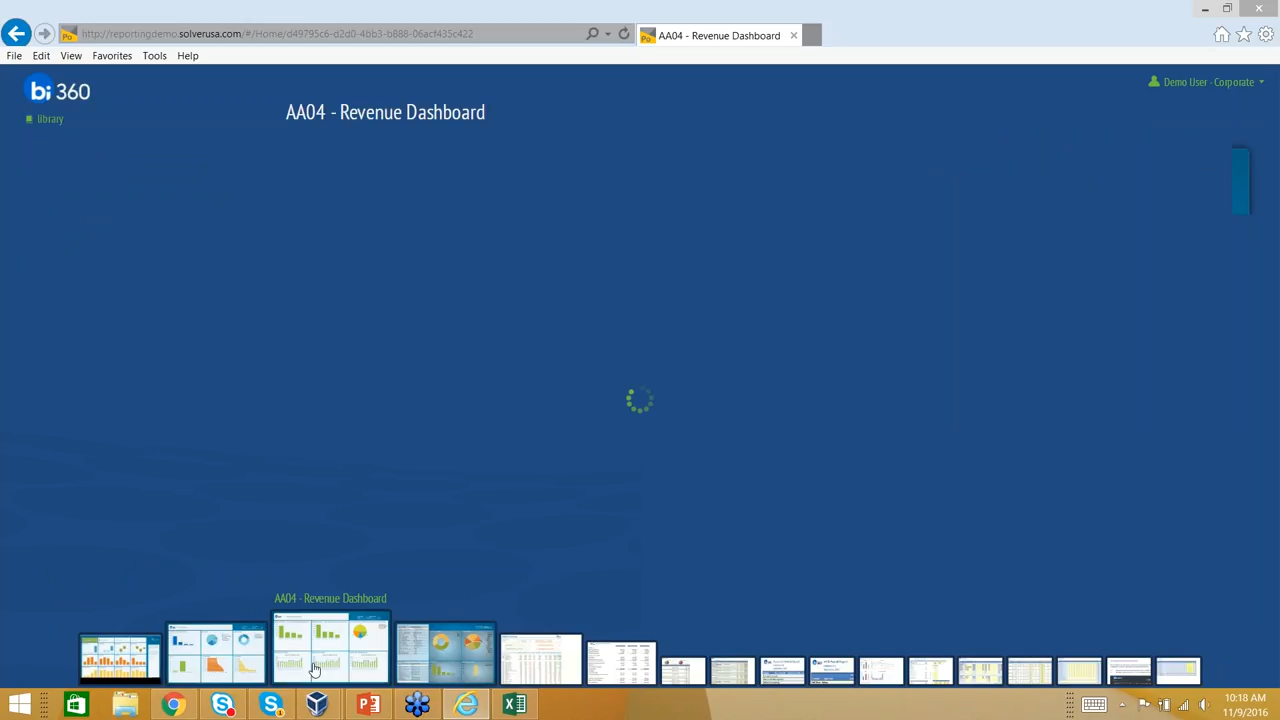 http://reportingdemo.solverusa.com/#/Home/d49795c6-d2d0-4bb3-b888-06acf435c422
AA04 - Revenue Dashboard
File Edit View Favorites Tools Help
bi 360
Demo User - Corporate
AA04 - Revenue Dashboard
library
AA04 - Revenue Dashboard
10:18 AM
11/9/2016